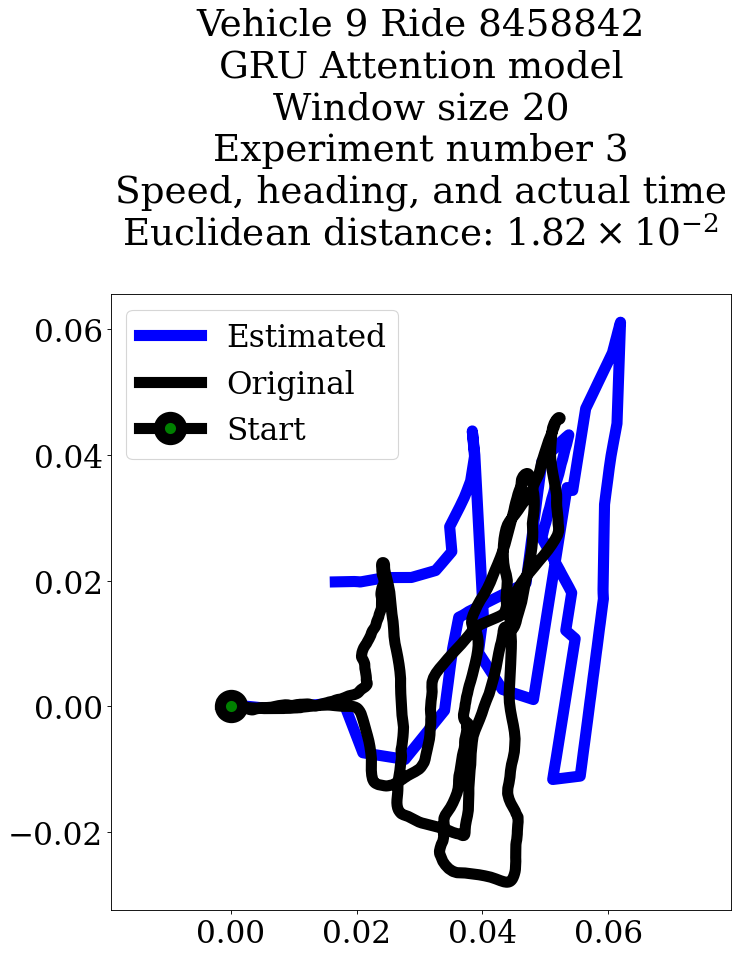 Vehicle 9 Ride 8458842
GRU Attention model
Window size 20
Experiment number 3
Speed, heading, and actual time
Euclidean distance: 1.82 × 10⁻²
Estimated
Original
Start
0.06
0.04
0.02
0.00
−0.02
0.00 0.02 0.04 0.06